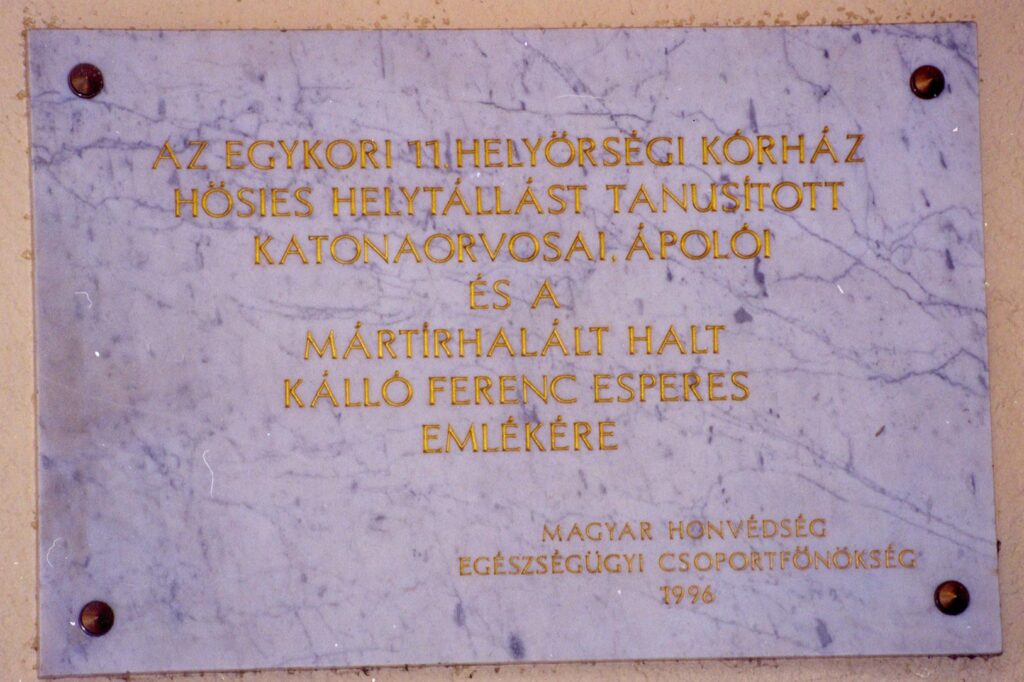 AZ EGYKORI 11. HELYŐRSÉGI KÓRHÁZ
HŐSIES HELYTÁLLÁST TANUSÍTOTT
KATONAORVOSAI, ÁPOLÓI
ÉS A
MÁRTÍRHALÁLT HALT
KÁLLÓ FERENC ESPERES
EMLÉKÉRE
MAGYAR HONVÉDSÉG
EGÉSZSÉGÜGYI CSOPORTFŐNÖKSÉG
1996